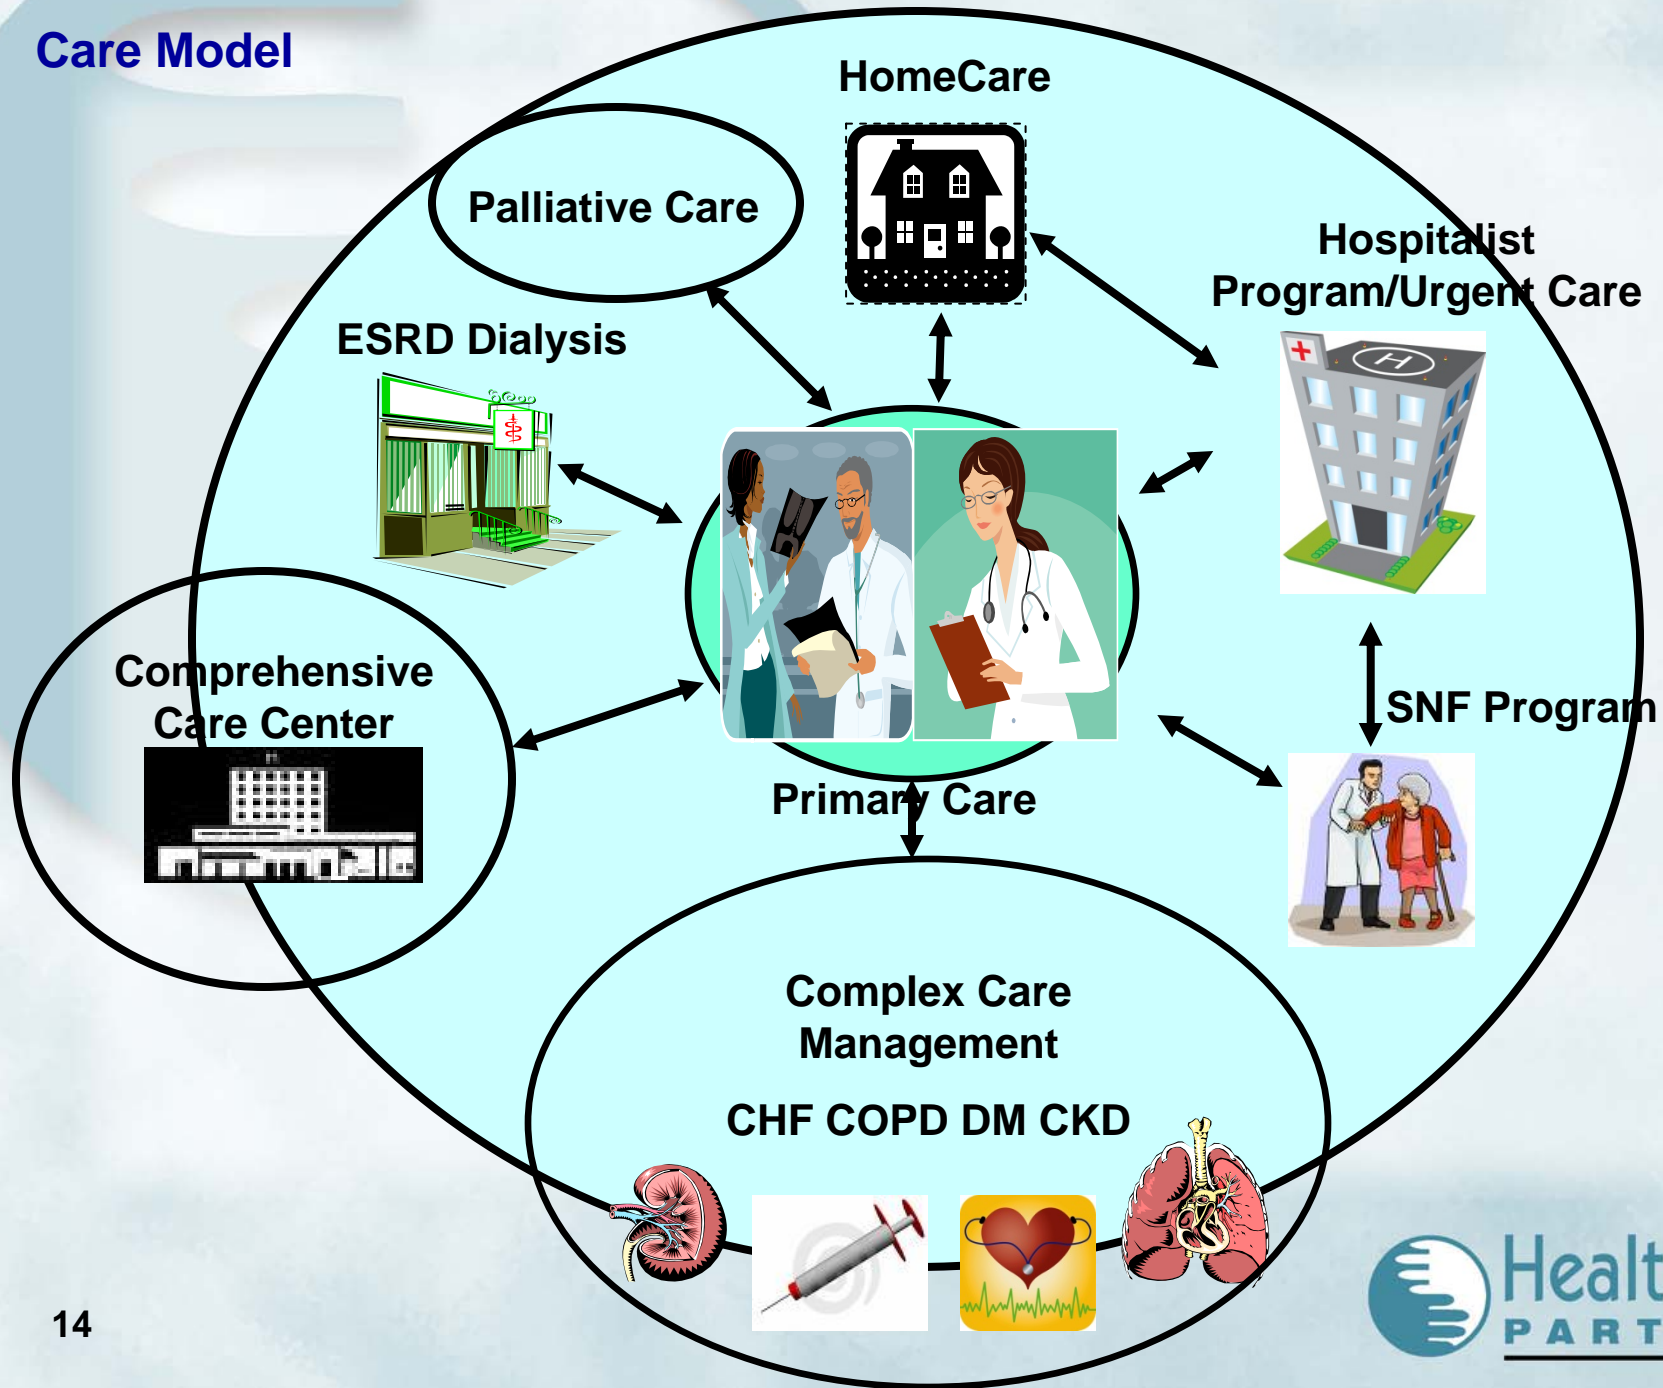 Care Model
HomeCare
Palliative Care
Hospitalist
Program/Urgent Care
ESRD Dialysis
H
Comprehensive
Care Center
H
SNF Program
Primary Care
Complex Care
Management
CHF COPD DM CKD
14
Healt
PART